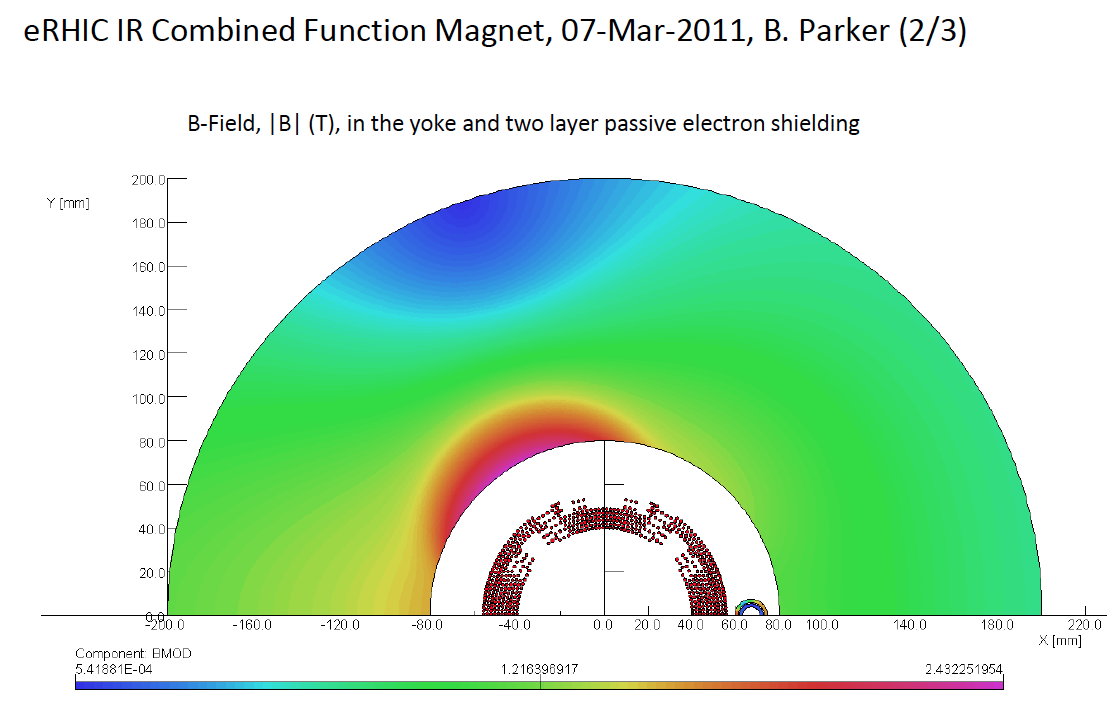 eRHIC IR Combined Function Magnet, 07-Mar-2011, B. Parker (2/3)
B-Field, |B| (T), in the yoke and two layer passive electron shielding
Y [mm]
200.0
180.0
160.0
140.0
120.0
100.0
80.0
60.0
40.0
20.0
0.0
-200.0 -160.0 -120.0 -80.0 -40.0 0.0 20.0 40.0 60.0 80.0 100.0 140.0 180.0 220.0
X [mm]
Component: BMOD
5.41881E-04 1.216396917 2.432251954